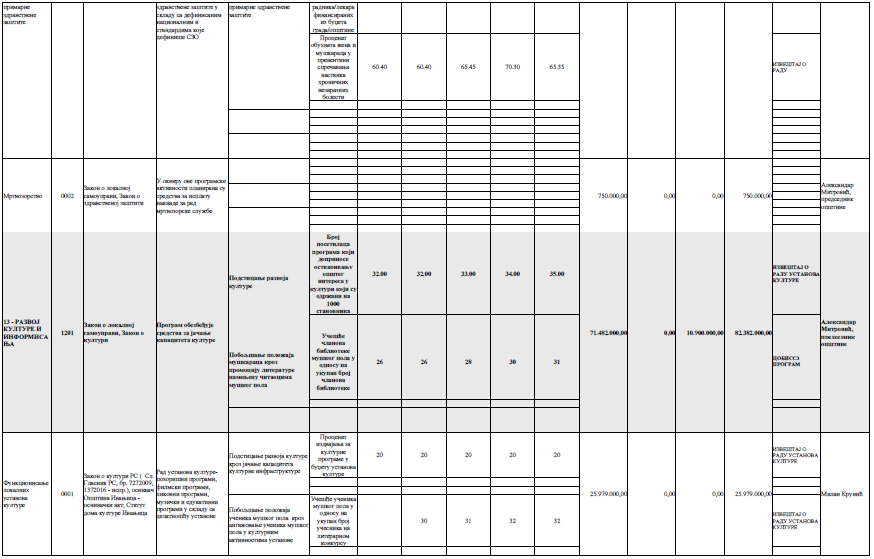 примарне
здравствене
заштите
здравствене заштите у
складу са дефинисаним
националним и
стандардима које
дефинише СЗО
примарне здравствене
заштите
радника/лекара
финансираних
из буџета
града/општине
Проценат
обухвата жена и
мушкараца у
превентиви
спречавања
настанка
хроничних
незаразних
болести
60.40
60.40
65.45
70.30
65.35
ИЗВЕШТАЈ О
РАДУ
Мртвозорство
0002
Закон о локалној
самоуправи, Закон о
здравственој заштити
У оквиру ове програмске
активности планирана су
средства за исплату
накнаде за рад
мртвозорске службе
750.000,00
0,00
0,00
750.000,00
Александар
Митровић,
председник
општине
13 - РАЗВОЈ
КУЛТУРЕ И
ИНФОРМИСА
ЊА
1201
Закон о локалној
самоуправи, Закон о
култури
Програм обезбеђује
средства за јачање
капацитета културе
Подстицање развоја
културе
Број
посетилаца
програма који
доприносе
остваривању
општег
интереса у
култури који су
одржани на
1000
становника
32.00
32.00
33.00
34.00
35.00
ИЗВЕШТАЈ О
РАДУ УСТАНОВА
КУЛТУРЕ
Побољшање положаја
мушкараца кроз
промоцију литературе
намењену читаоцима
мушког пола
Учешће
чланова
библиотеке
мушког пола у
односу на
укупан број
чланова
библиотеке
26
26
28
30
31
71.482.000,00
0,00
10.900.000,00
82.382.000,00
ЦОБИССЗ
ПРОГРАМ
Александар
Митровић,
општине
Функционисање
локалних
установа
културе
0001
Закон о култури РС ( Сл.
Гласник РС, бр. 7272009,
1372016 - испр.), оснивач
Општина Ивањица -
оснивачки акт, Статут
дома културе Ивањица
Рад установа културе-
позоришни програми,
филмски програми,
ликовни програми,
музички и едукативни
програми у складу са
делатношћу установе
Подстицање развоја културе
кроз јачање капацитета
културне инфраструктуре
Проценат
издвајања за
културне
програме у
буџету установа
културе
20
20
20
20
20
ИЗВЕШТАЈ О
РАДУ УСТАНОВА
КУЛТУРЕ
Побољшање положаја
ученика мушког пола кроз
ангажовање ученика мушког
пола у културним
активностима установе
Учешће ученика
мушког пола у
односу на
укупан број
учесника на
литерарном
конкурсу
30
31
32
32
25.979.000,00
0,00
0,00
25.979.000,00
ИЗВЕШТАЈ О
РАДУ УСТАНОВА
КУЛТУРЕ
Милан Крунић